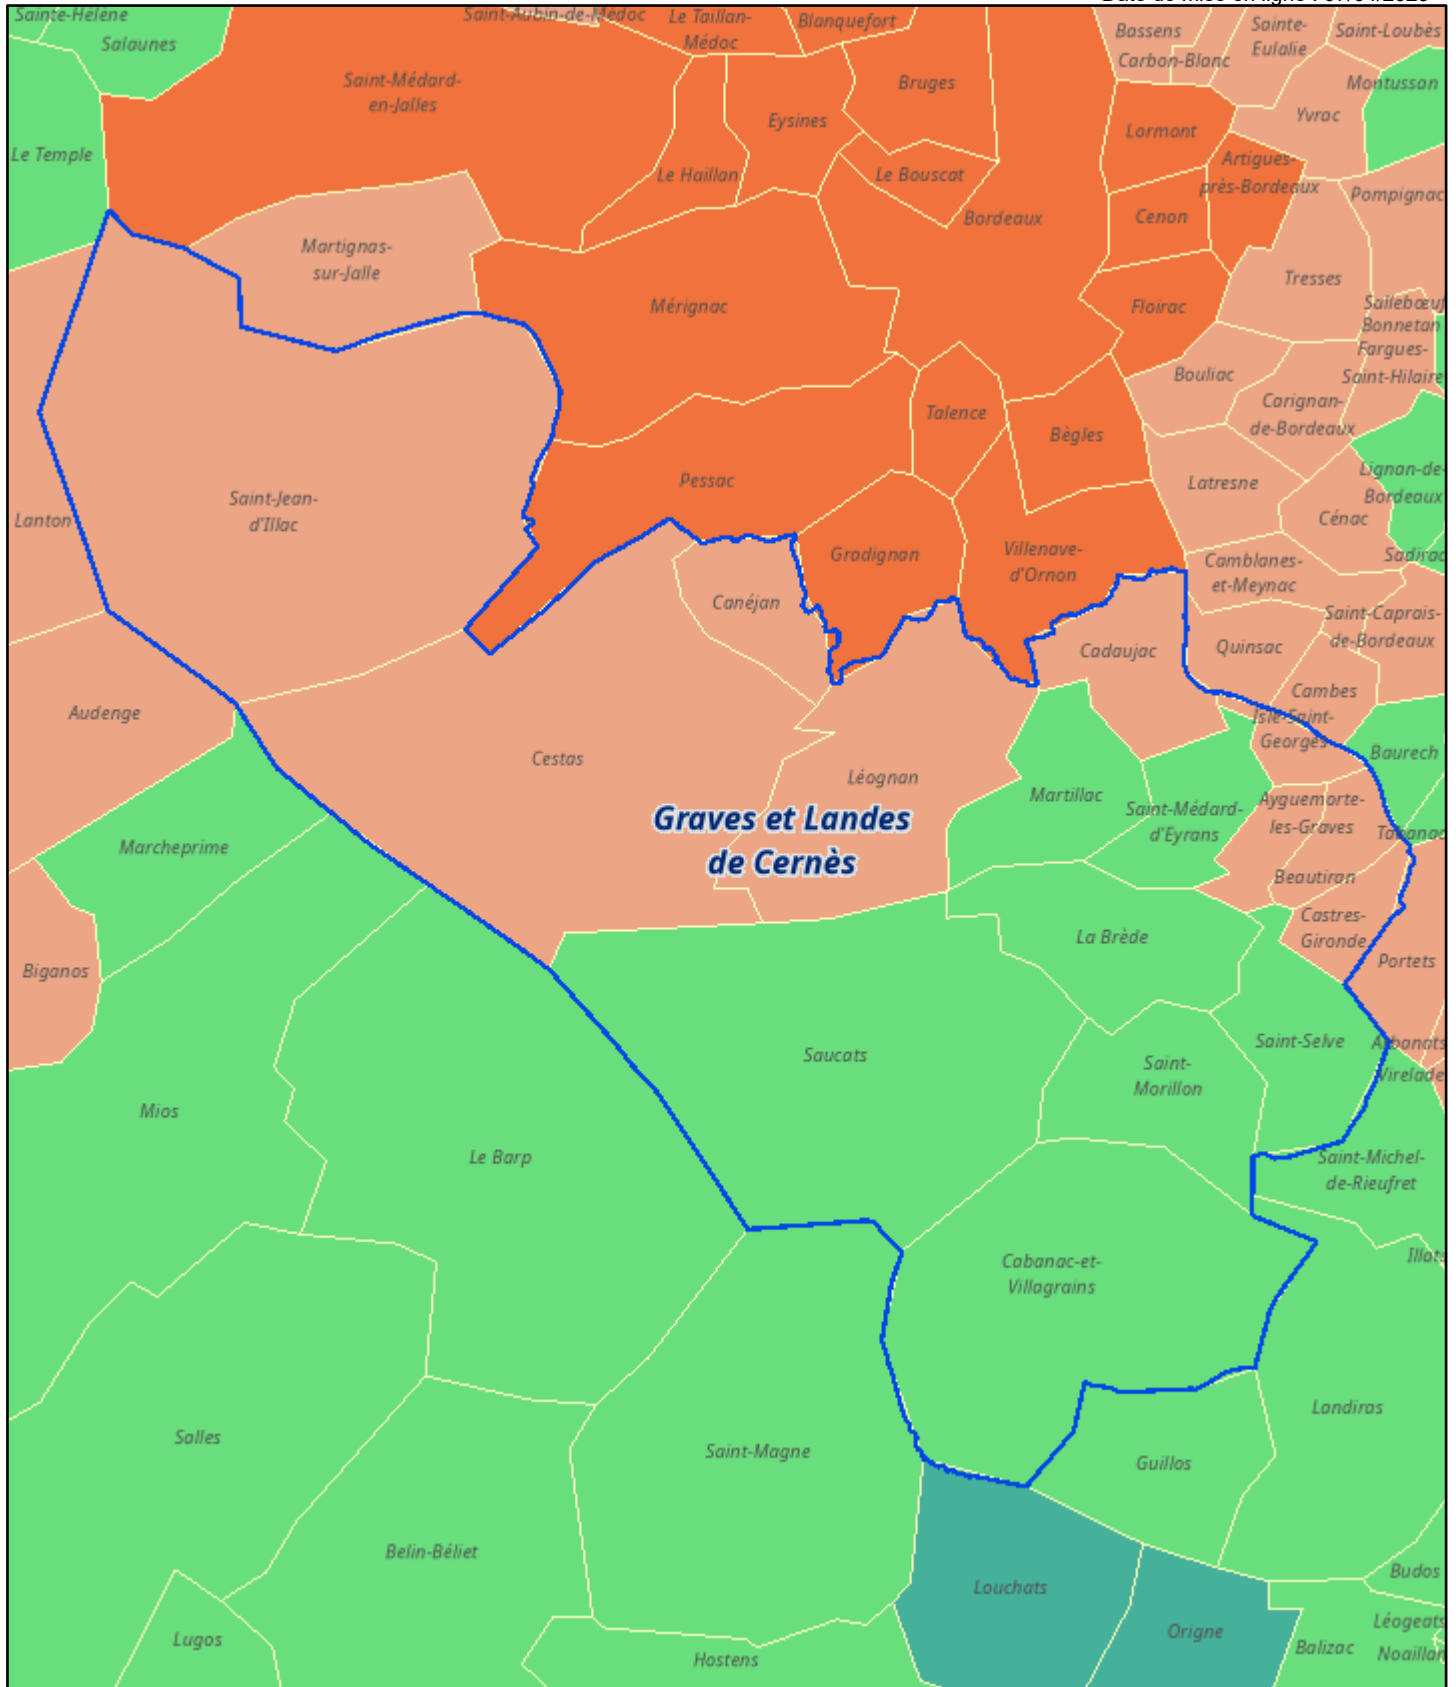 Sainte-Hélène
Salaunes
Saint-Aubin-de-Médoc
Le Taillan-
Médoc
Blanquefort
Bassens
Carbon-Blanc
Sainte-
Eulalie
Saint-Loubès
Montussan
Saint-Médard-
en-Jalles
Bruges
Eysines
Yvrac
Lormont
Le Temple
Le Haillan
Le Bouscat
Artigues-
près-Bordeaux
Pompignac
Bordeaux
Cenon
Martignas-
sur-Jalle
Mérignac
Tresses
Floirac
Sallebœuf
Bonnetan
Fargues-
Saint-Hilaire
Bouliac
Carignan-
de-Bordeaux
Talence
Bègles
Pessac
Latresne
Lignan-de-
Bordeaux
Saint-Jean-
d'Illac
Lanton
Cénac
Gradignan
Villenave-
d'Ornon
Camblanes-
et-Meynac
Sadirac
Canéjan
Saint-Caprais-
de-Bordeaux
Cadaujac
Quinsac
Cambes
Audenge
Isle-Saint-
Georges
Baurech
Cestas
Léognan
Martillac
Saint-Médard-
d'Eyrans
Ayguemorte-
les-Graves
Tabanac
Graves et Landes
de Cernès
Marcheprime
Beautiran
Castres-
Gironde
La Brède
Portets
Biganos
Saucats
Saint-Selve
Arbanats
Virelade
Saint-
Morillon
Mios
Le Barp
Saint-Michel-
de-Rieufret
Cabanac-et-
Villagrains
Illats
Landiras
Salles
Saint-Magne
Guillos
Belin-Béliet
Louchats
Budos
Origne
Léogeats
Lugos
Balizac
Noaillan
Hostens